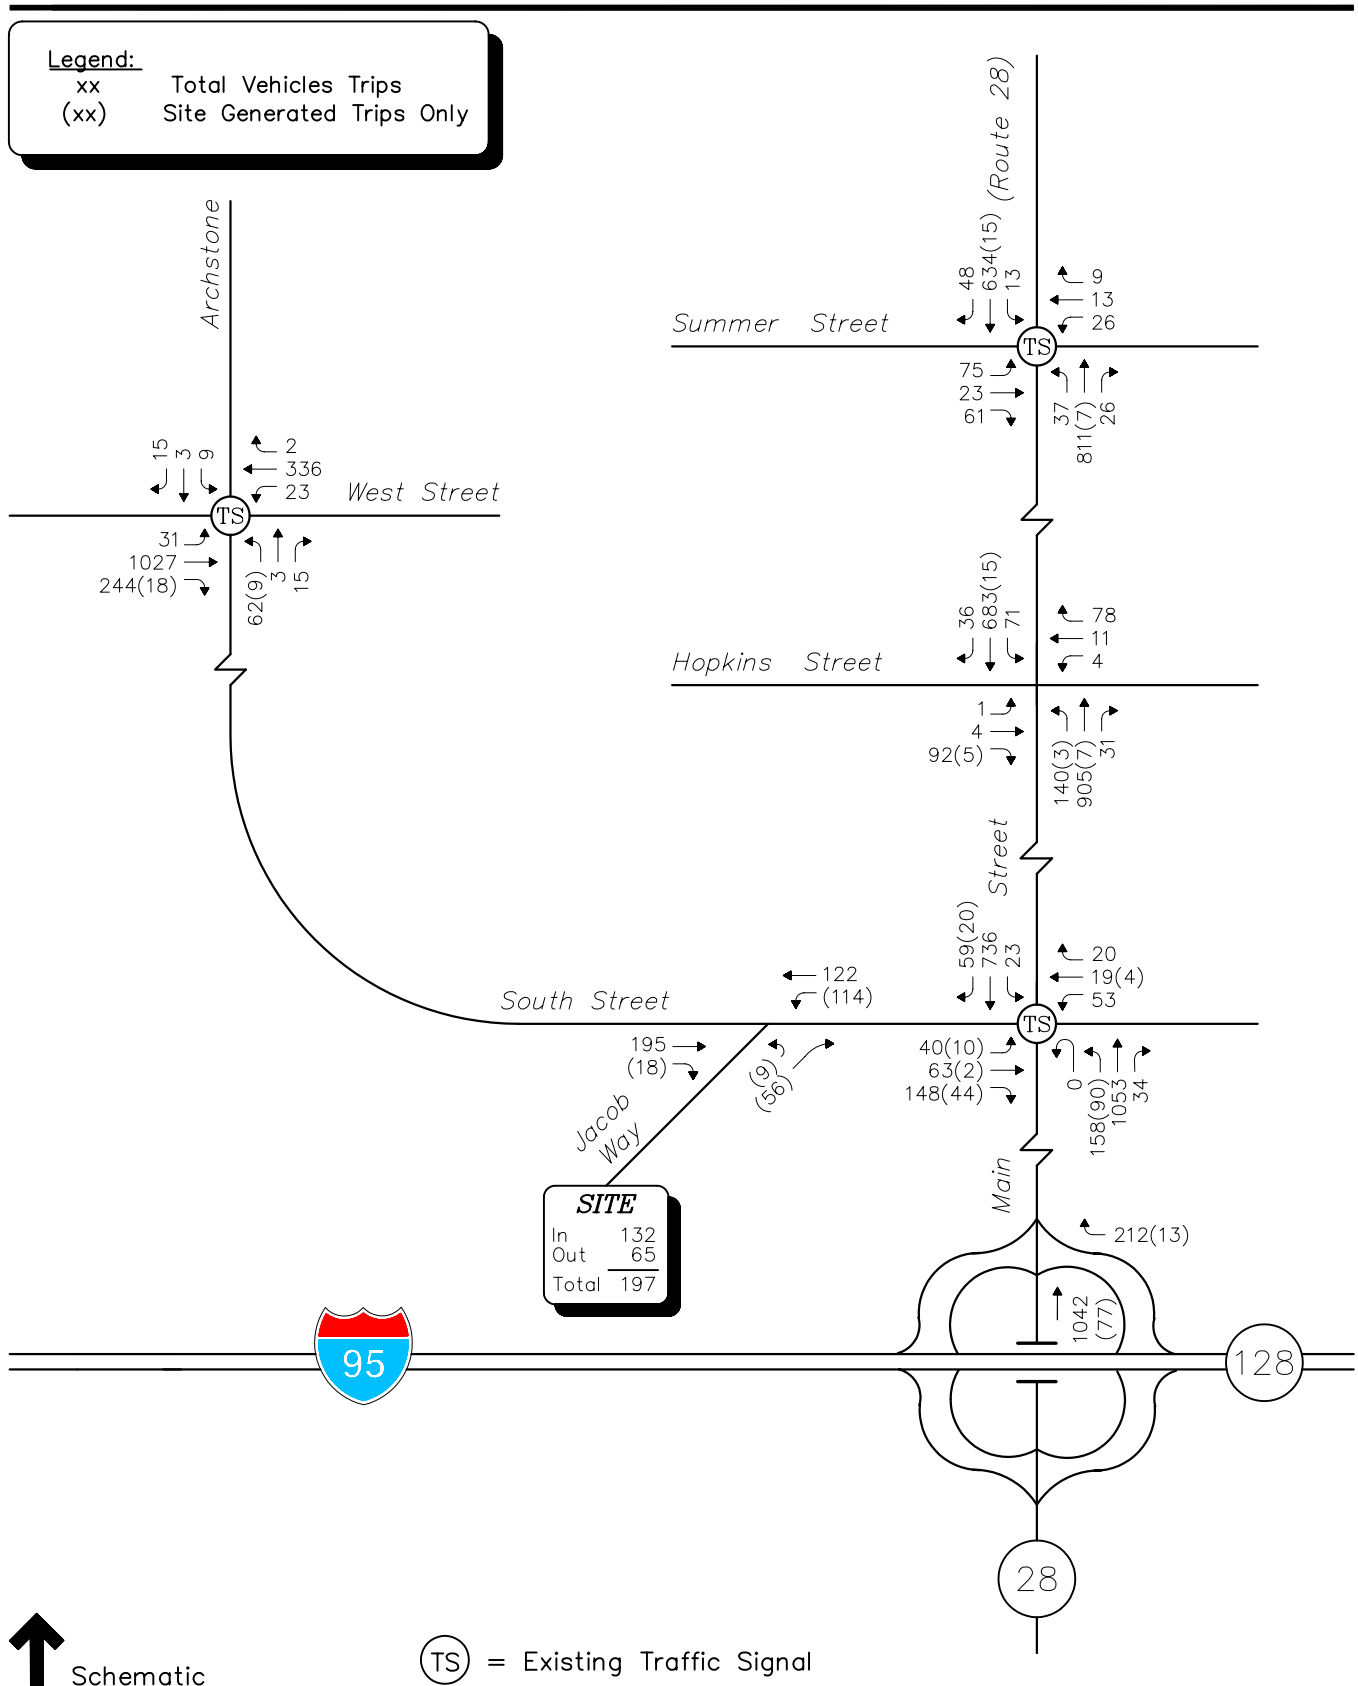 Legend:
xx Total Vehicles Trips
(xx) Site Generated Trips Only
(Route 28)
Archstone
48
634(15)
13
9
13
26
Summer Street
TS
75
23
61
37
811(7)
26
15
3
9
2
336
23
West Street
TS
31
1027
244(18)
62(9)
3
15
36
683(15)
71
78
11
4
Hopkins Street
1
4
92(5)
140(3)
905(7)
31
Street
59(20)
736
23
20
19(4)
53
122
(114)
South Street
TS
195
(18)
(9)
(56)
40(10)
63(2)
148(44)
0
158(90)
1053
34
Jacob
Way
Main
SITE
In 132
Out 65
Total 197
212(13)
1042
(77)
95
128
28
Schematic
TS = Existing Traffic Signal